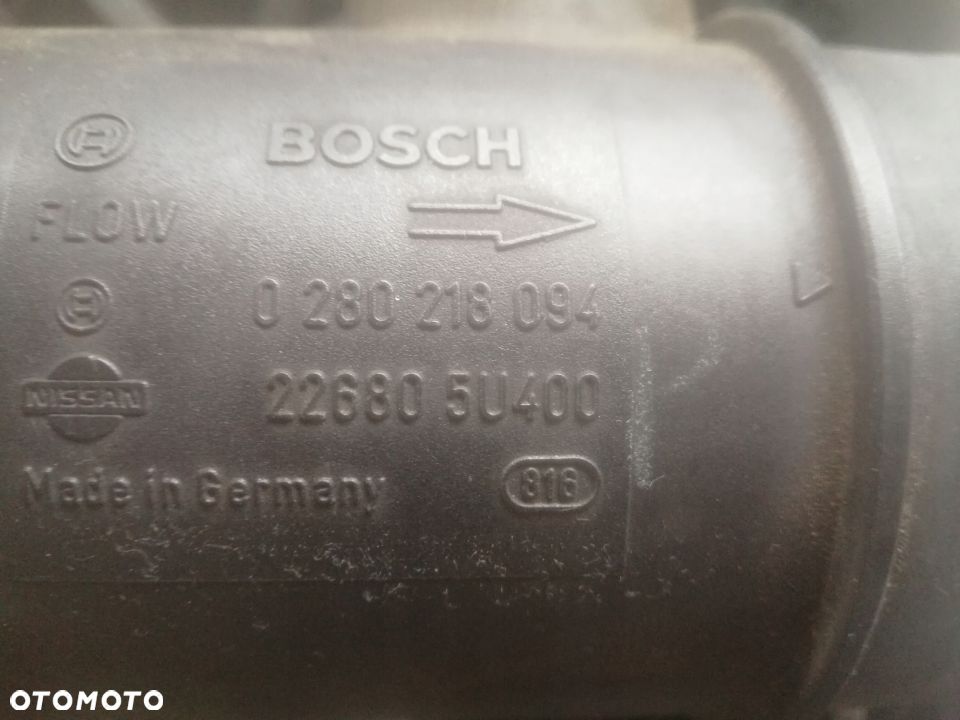 BOSCH
FLOW
0 280 218 094
NISSAN
22680 5U400
Made in Germany
816
OTOMOTO